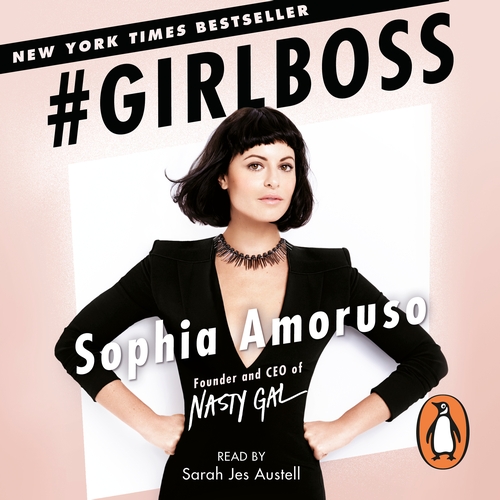 NEW YORK TIMES BESTSELLER
#GIRLBOSS
Sophia Amoruso
Founder and CEO of
NASTY GAL
READ BY
Sarah Jes Austell